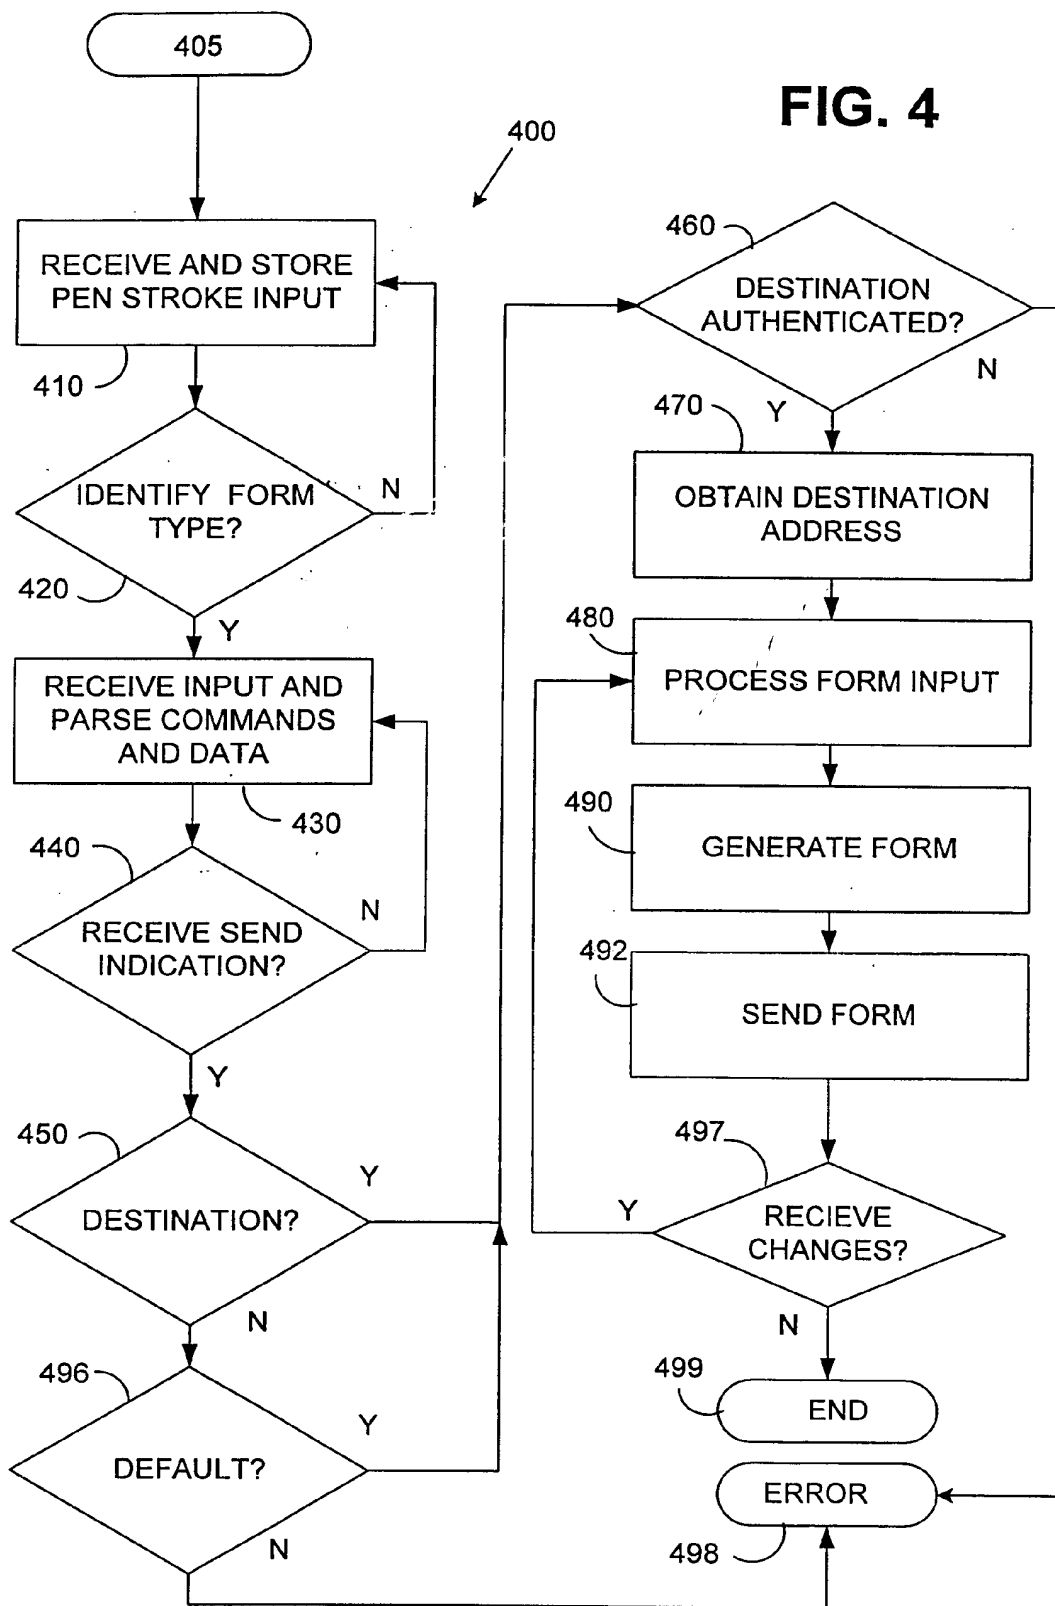 405
FIG. 4
400
RECEIVE AND STORE
PEN STROKE INPUT
410
IDENTIFY FORM
TYPE?
N
420
Y
RECEIVE INPUT AND
PARSE COMMANDS
AND DATA
430
440
RECEIVE SEND
INDICATION?
N
Y
450
DESTINATION?
Y
N
496
DEFAULT?
Y
N
460
DESTINATION
AUTHENTICATED?
N
Y
470
OBTAIN DESTINATION
ADDRESS
480
PROCESS FORM INPUT
490
GENERATE FORM
492
SEND FORM
497
RECIEVE
CHANGES?
Y
N
499
END
ERROR
498